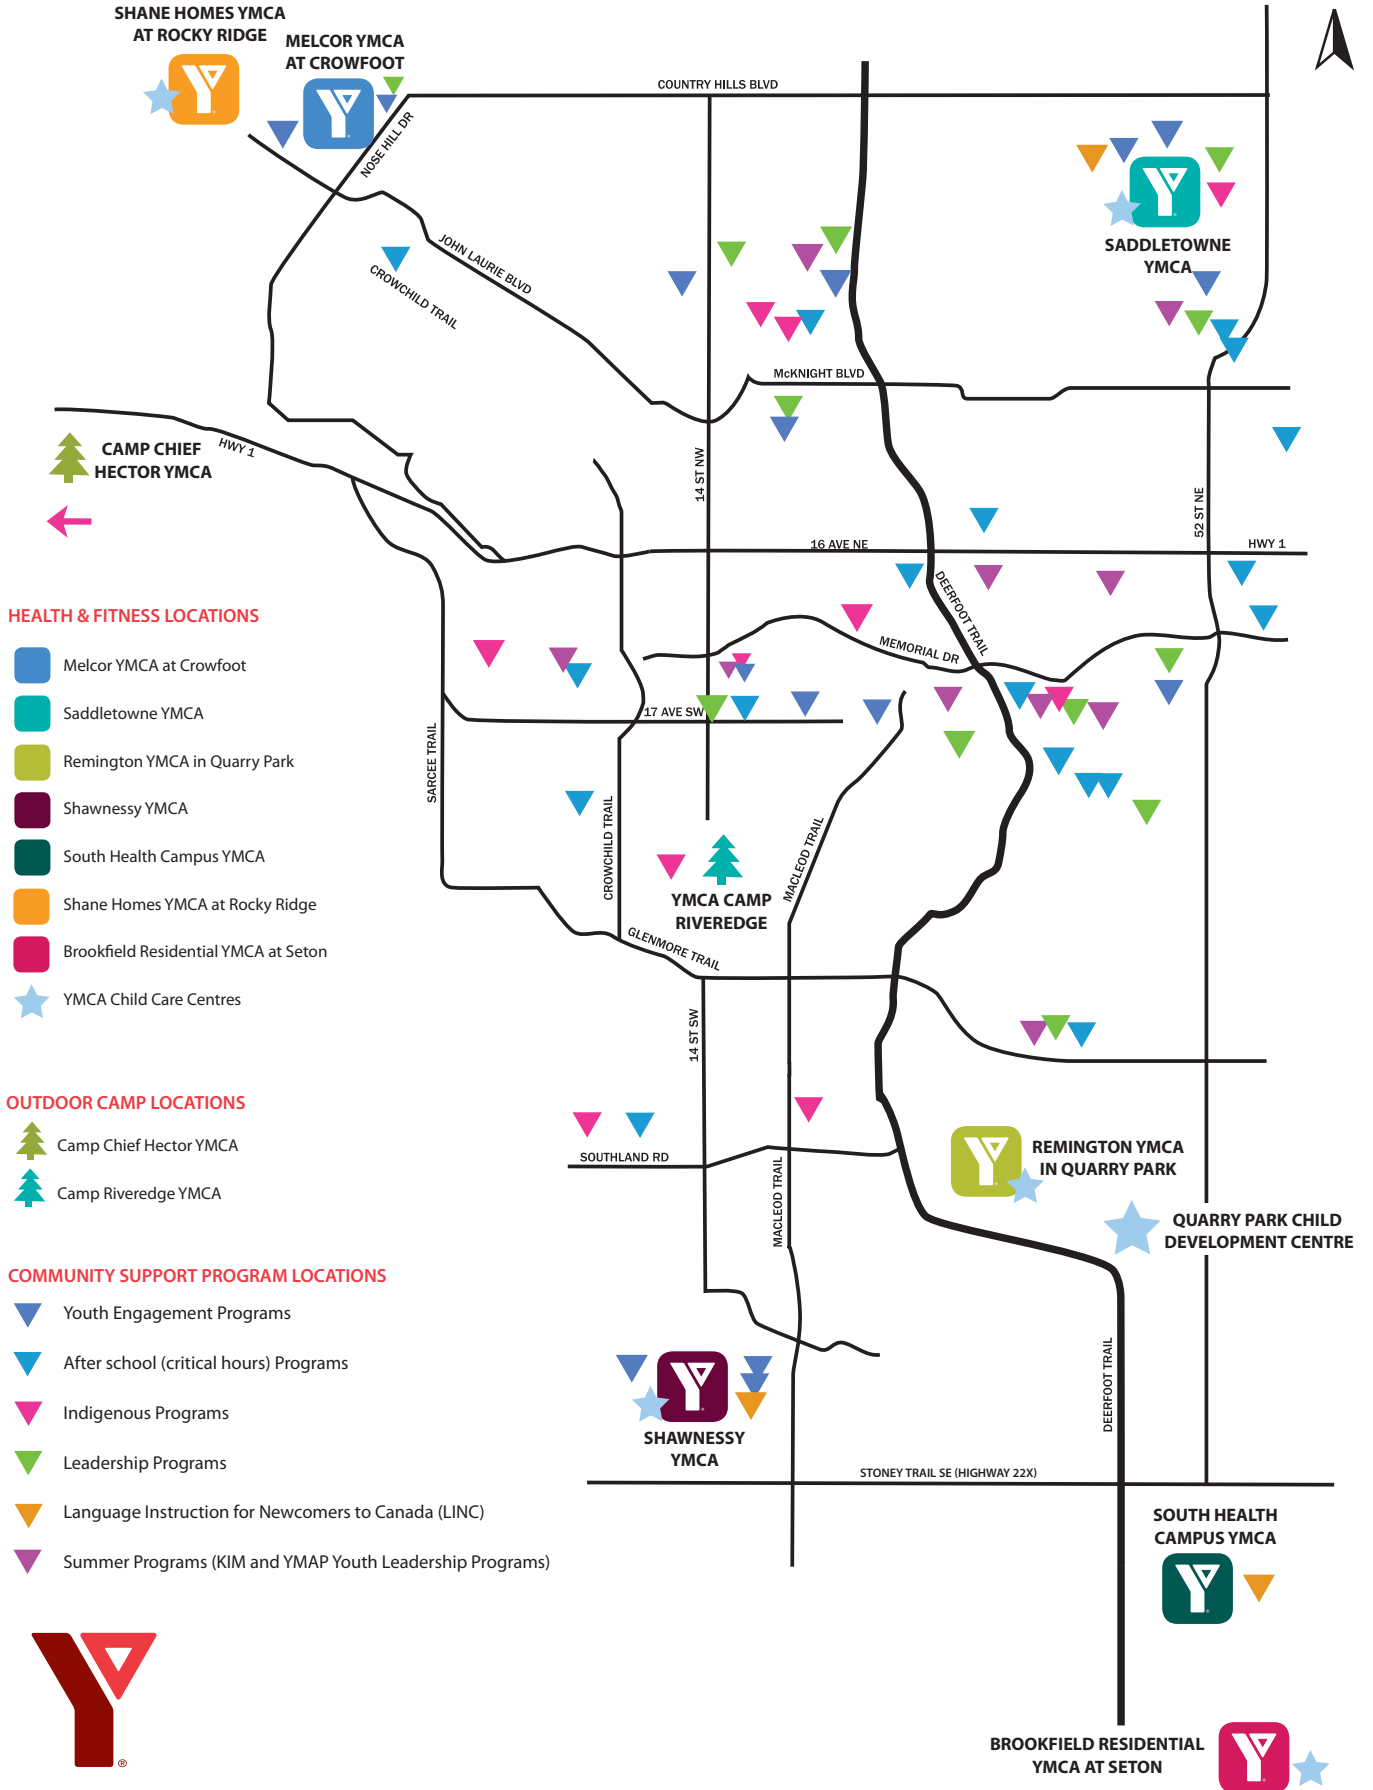 SHANE HOMES YMCA
AT ROCKY RIDGE
MELCOR YMCA
AT CROWFOOT
COUNTRY HILLS BLVD
NOSE HILL DR
JOHN LAURIE BLVD
CROWCHILD TRAIL
SADDLETOWNE
YMCA
McKNIGHT BLVD
CAMP CHIEF
HECTOR YMCA
HWY 1
14 ST NW
52 ST NE
16 AVE NE
HWY 1
DEERFOOT TRAIL
MEMORIAL DR
17 AVE SW
SARCEE TRAIL
CROWCHILD TRAIL
MACLEOD TRAIL
YMCA CAMP
RIVEREDGE
GLENMORE TRAIL
14 ST SW
SOUTHLAND RD
MACLEOD TRAIL
REMINGTON YMCA
IN QUARRY PARK
QUARRY PARK CHILD
DEVELOPMENT CENTRE
DEERFOOT TRAIL
SHAWNESSY
YMCA
STONEY TRAIL SE (HIGHWAY 22X)
SOUTH HEALTH
CAMPUS YMCA
BROOKFIELD RESIDENTIAL
YMCA AT SETON
HEALTH & FITNESS LOCATIONS
Melcor YMCA at Crowfoot
Saddletowne YMCA
Remington YMCA in Quarry Park
Shawnessy YMCA
South Health Campus YMCA
Shane Homes YMCA at Rocky Ridge
Brookfield Residential YMCA at Seton
YMCA Child Care Centres
OUTDOOR CAMP LOCATIONS
Camp Chief Hector YMCA
Camp Riveredge YMCA
COMMUNITY SUPPORT PROGRAM LOCATIONS
Youth Engagement Programs
After school (critical hours) Programs
Indigenous Programs
Leadership Programs
Language Instruction for Newcomers to Canada (LINC)
Summer Programs (KIM and YMAP Youth Leadership Programs)
®